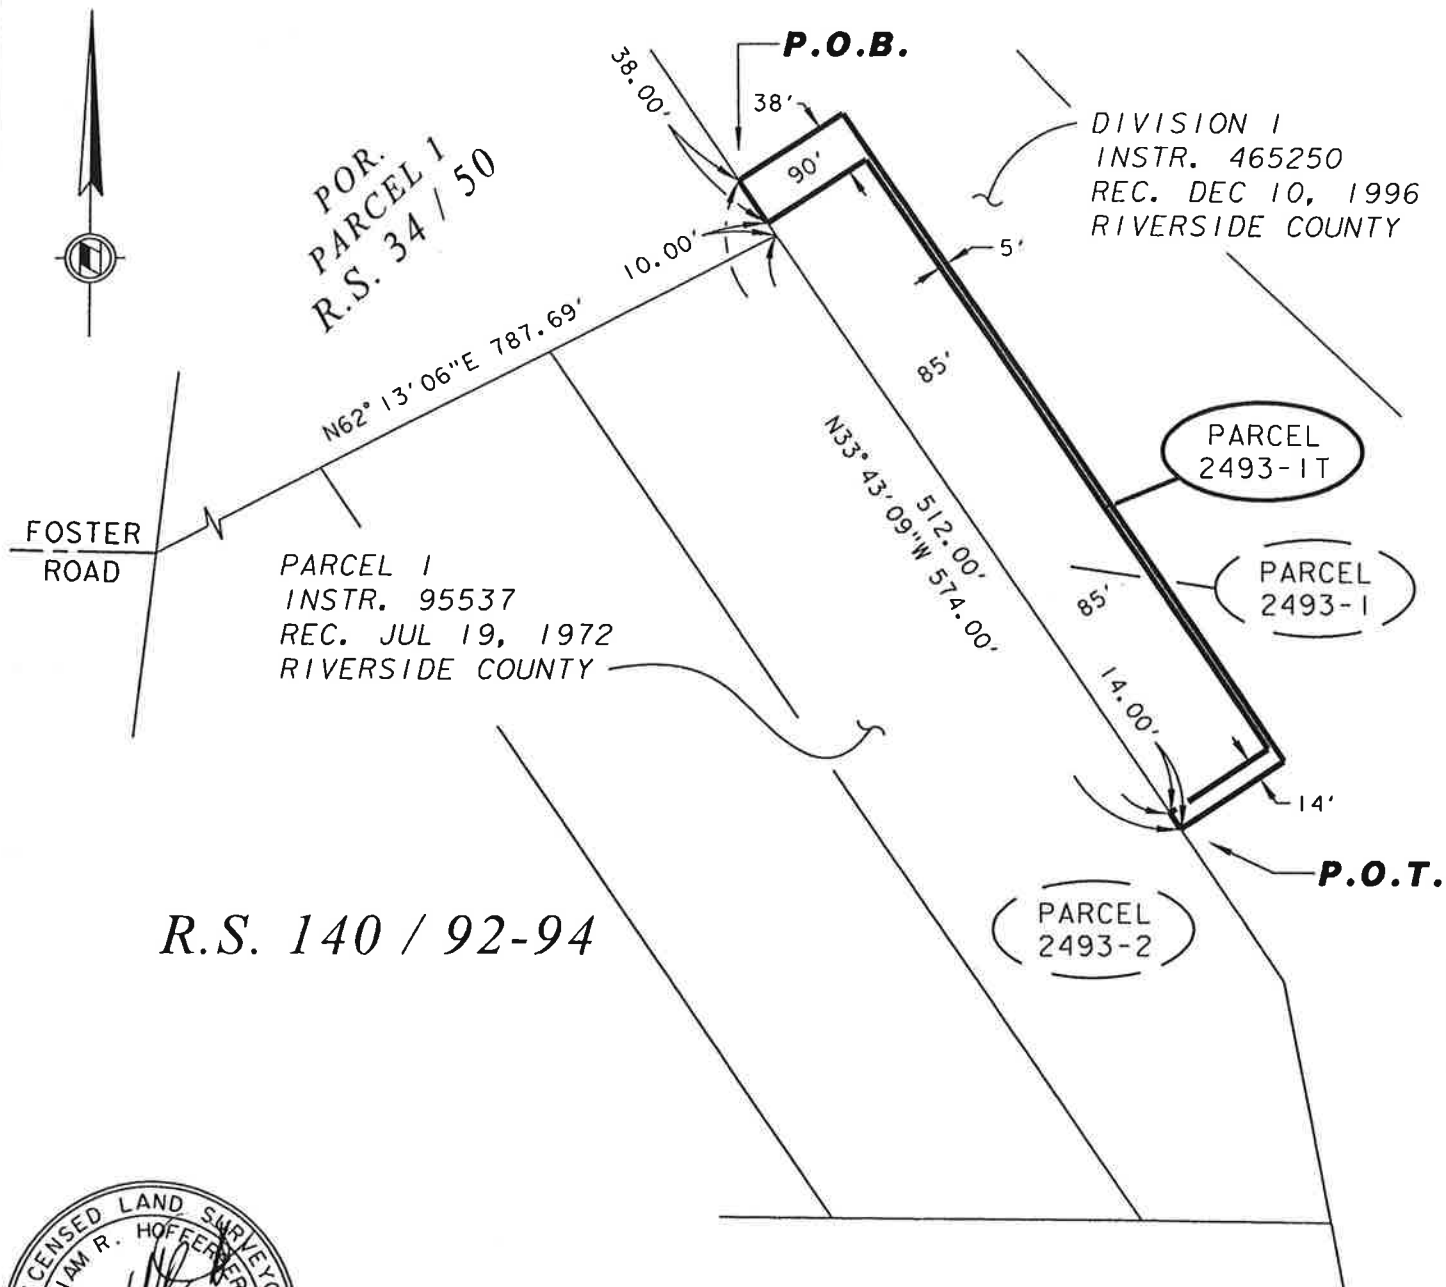 P.O.B.
38.00'
38'
90'
DIVISION 1
INSTR. 465250
REC. DEC 10, 1996
RIVERSIDE COUNTY
POR.
PARCEL 1
R.S. 34 / 50
10.00'
5'
N62°13'06"E 787.69'
85'
PARCEL
2493-1T
512.00'
N33°43'09"W 574.00'
FOSTER
ROAD
PARCEL 1
INSTR. 95537
REC. JUL 19, 1972
RIVERSIDE COUNTY
PARCEL
2493-1
85'
14.00'
14'
P.O.T.
PARCEL
2493-2
R.S. 140 / 92-94
LAND